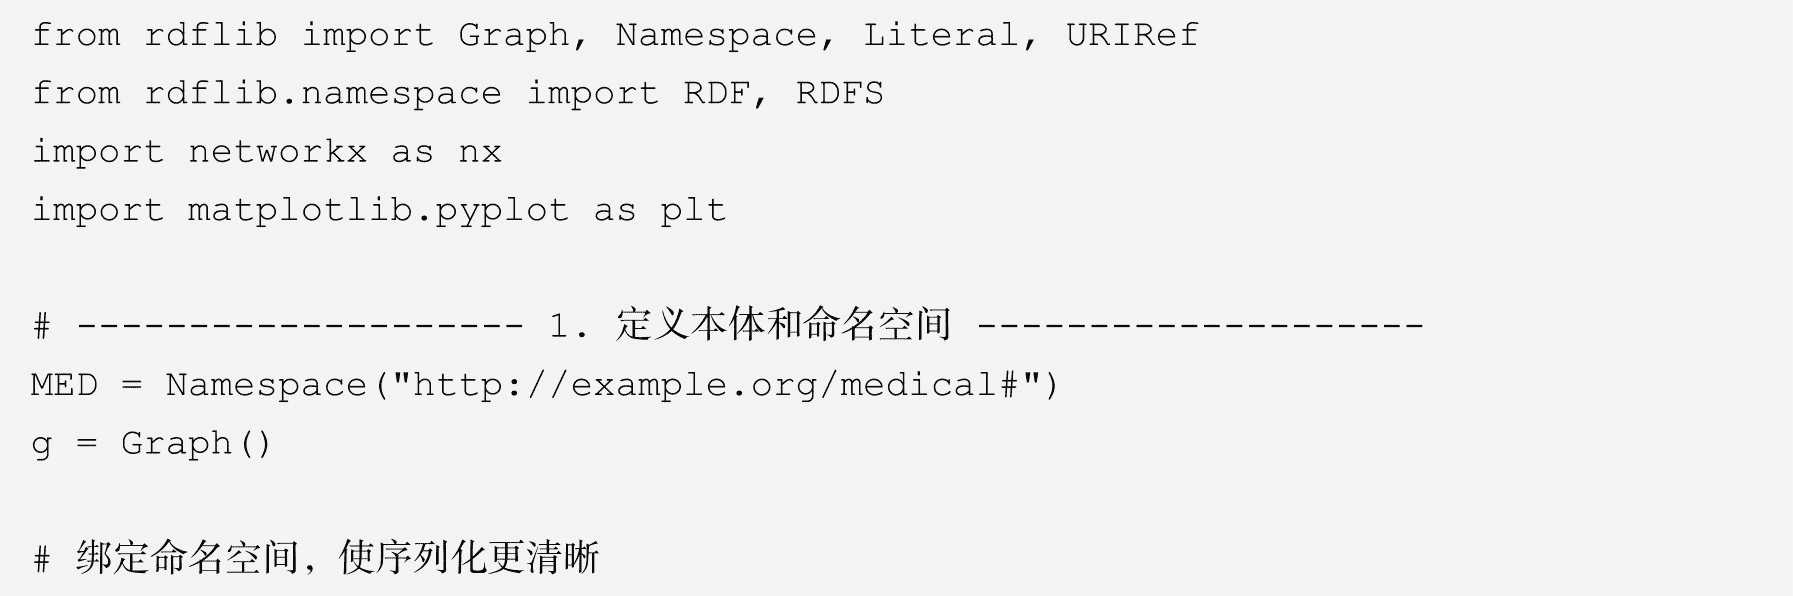 from rdflib import Graph, Namespace, Literal, URIRef
from rdflib.namespace import RDF, RDFS
import networkx as nx
import matplotlib.pyplot as plt
# -------------------- 1. 定义本体和命名空间 --------------------
MED = Namespace("http://example.org/medical#")
g = Graph()
# 绑定命名空间，使序列化更清晰